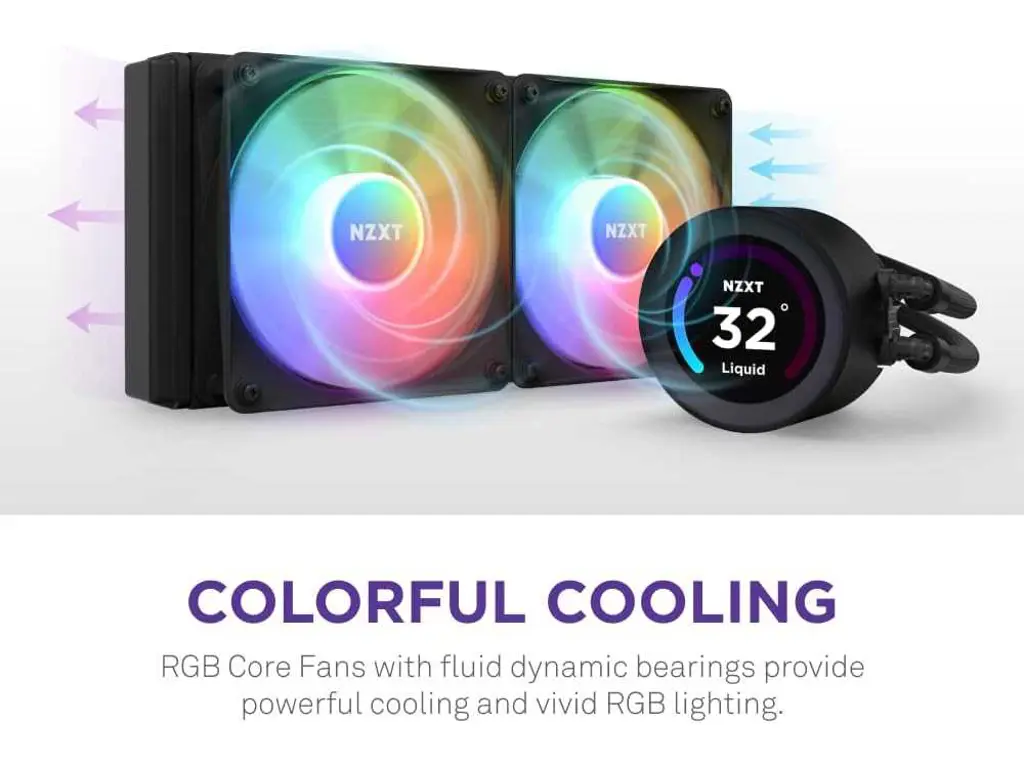 NZXT
NZXT
NZXT
32°
Liquid
COLORFUL COOLING
RGB Core Fans with fluid dynamic bearings provide
powerful cooling and vivid RGB lighting.